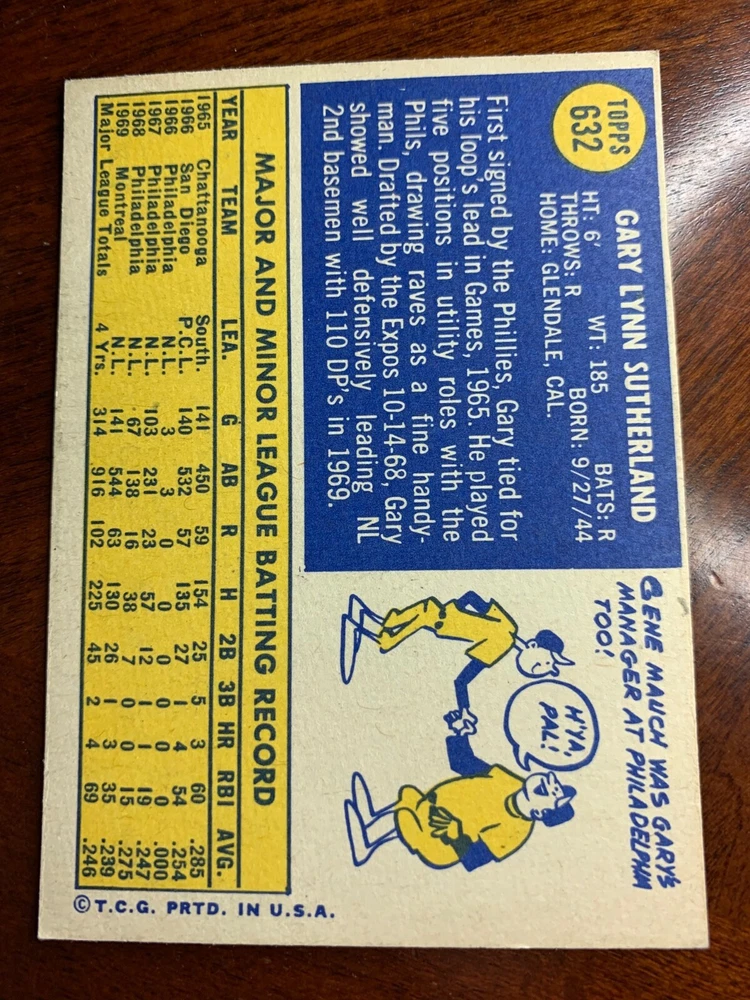 TOPPS
632
GARY LYNN SUTHERLAND
HT: 6' WT: 185 BATS: R
THROWS: R BORN: 9/27/44
HOME: GLENDALE, CAL.
First signed by the Phillies, Gary tied for
his loop's lead in Games, 1965. He played
five positions in utility roles with the
Phils, drawing raves as a fine handy-
man. Drafted by the Expos 10-14-68, Gary
showed well defensively leading NL
2nd basemen with 110 DP's in 1969.
GENE MAUCH WAS GARY'S
MANAGER AT PHILADELPHIA
TOO!
H'YA,
PAL!
MAJOR AND MINOR LEAGUE BATTING RECORD
YEAR TEAM LEA. G AB R H 2B 3B HR RBI AVG.
1965 Chattanooga South. 141 450 59 154 25 5 3 60 .285
1966 San Diego P.C.L. 140 532 57 135 27 1 4 54 .254
1966 Philadelphia N.L. 3 3 0 0 0 0 0 0 .000
1967 Philadelphia N.L. 103 231 23 57 12 1 1 19 .247
1968 Philadelphia N.L. 67 138 16 38 7 0 0 15 .275
1969 Montreal N.L. 141 544 63 130 26 1 3 35 .239
Major League Totals 4 Yrs. 314 .916 102 225 45 2 4 69 .246
© T.C.G. PRTD. IN U.S.A.